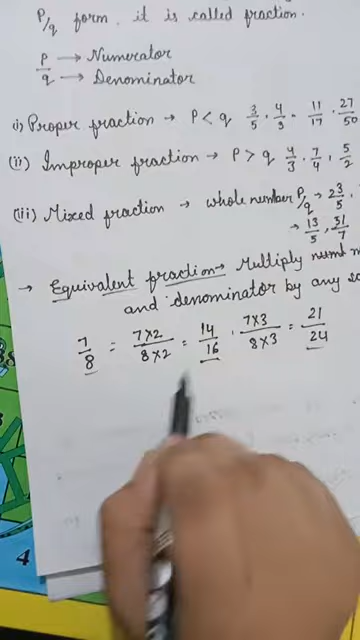 P/q form, it is called fraction.
P → Numerator
q → Denominator
(i) Proper fraction → P < q 3/5 . 4/9 . 11/17 . 27/50
(ii) Improper fraction → P > q 4/3 . 7/4 , 5/2
(iii) Mixed fraction → whole number P/q → 2 3/5
→ 13/5 , 51/7
→ Equivalent fraction → Multiply
and denominator by any
7/8 = 7×2/8×2 = 14/16 . 7×3/8×3 = 21/24
4